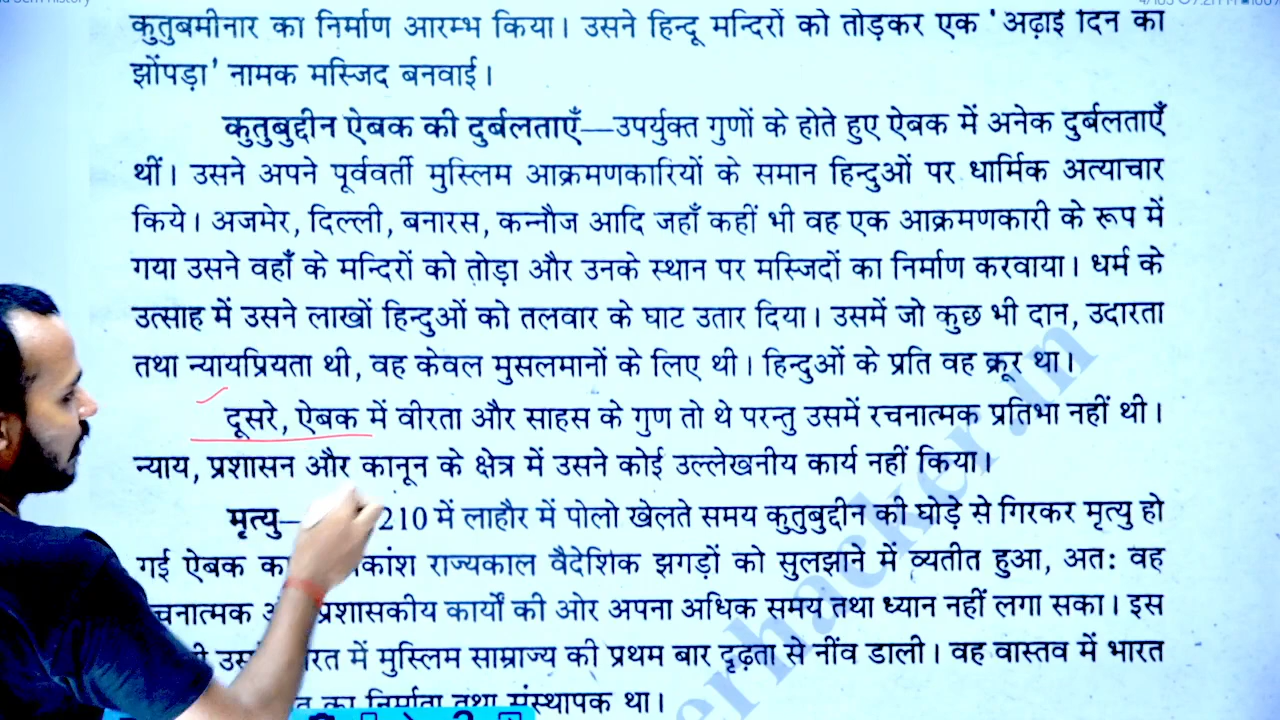 कुतुबमीनार का निर्माण आरम्भ किया। उसने हिन्दू मन्दिरों को तोड़कर एक 'अढ़ाई दिन का
झोंपड़ा' नामक मस्जिद बनवाई।
कुतुबुद्दीन ऐबक की दुर्बलताएँ—उपर्युक्त गुणों के होते हुए ऐबक में अनेक दुर्बलताएँ
थीं। उसने अपने पूर्ववर्ती मुस्लिम आक्रमणकारियों के समान हिन्दुओं पर धार्मिक अत्याचार
किये। अजमेर, दिल्ली, बनारस, कन्नौज आदि जहाँ कहीं भी वह एक आक्रमणकारी के रूप में
गया उसने वहाँ के मन्दिरों को तोड़ा और उनके स्थान पर मस्जिदों का निर्माण करवाया। धर्म के
उत्साह में उसने लाखों हिन्दुओं को तलवार के घाट उतार दिया। उसमें जो कुछ भी दान, उदारता
तथा न्यायप्रियता थी, वह केवल मुसलमानों के लिए थी। हिन्दुओं के प्रति वह क्रूर था।
दूसरे, ऐबक में वीरता और साहस के गुण तो थे परन्तु उसमें रचनात्मक प्रतिभा नहीं थी।
न्याय, प्रशासन और कानून के क्षेत्र में उसने कोई उल्लेखनीय कार्य नहीं किया।
मृत्यु— 210 में लाहौर में पोलो खेलते समय कुतुबुद्दीन की घोड़े से गिरकर मृत्यु हो
गई ऐबक का राज्यकाल वैदेशिक झगड़ों को सुलझाने में व्यतीत हुआ, अतः वह
प्रशासकीय कार्यों की ओर अपना अधिक समय तथा ध्यान नहीं लगा सका। इस
में मुस्लिम साम्राज्य की प्रथम बार दृढ़ता से नींव डाली। वह वास्तव में भारत
का निर्माता तथा संस्थापक था।